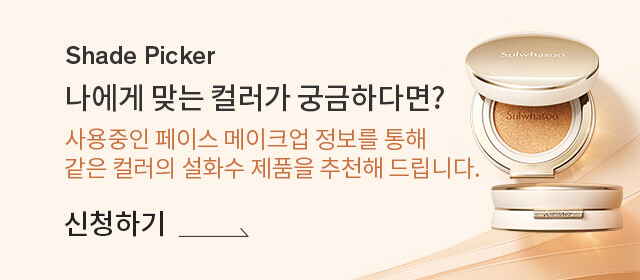 Shade Picker
나에게 맞는 컬러가 궁금하다면?
사용중인 페이스 메이크업 정보를 통해
같은 컬러의 설화수 제품을 추천해 드립니다.
신청하기
Sulwhasoo
Sulwhasoo